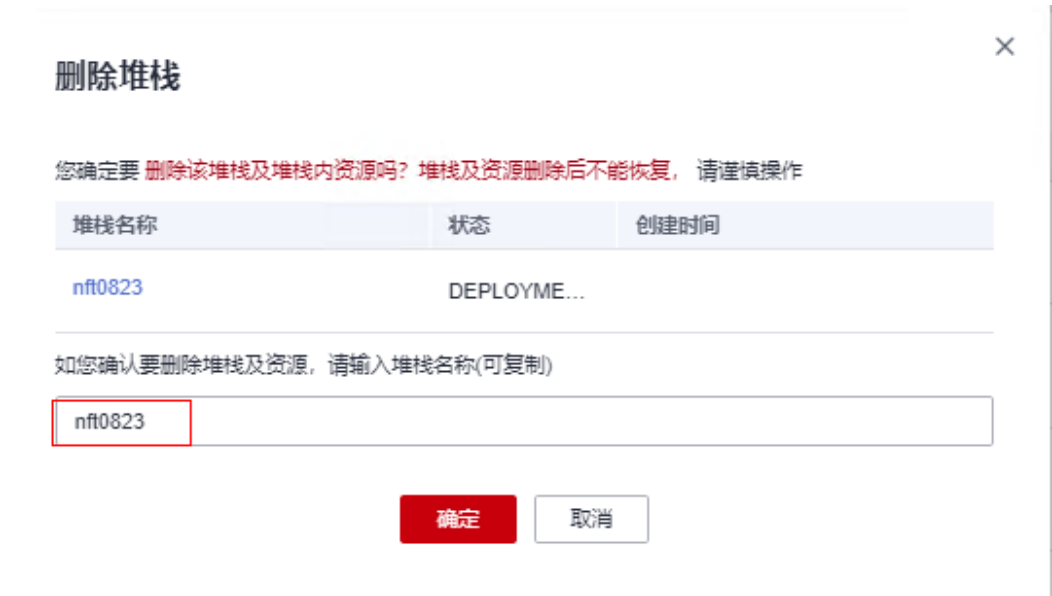 删除堆栈
您确定要 删除该堆栈及堆栈内资源吗？堆栈及资源删除后不能恢复，请谨慎操作
堆栈名称 状态 创建时间
nft0823 DEPLOYME...
如您确认要删除堆栈及资源，请输入堆栈名称(可复制)
nft0823
确定 取消